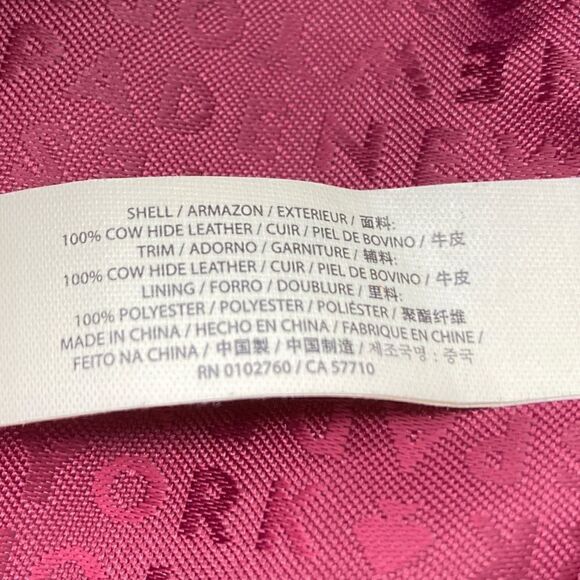 PADE NEW
SHELL / ARMAZON / EXTERIEUR / 面料:
100% COW HIDE LEATHER / CUIR / PIEL DE BOVINO / 牛皮
TRIM / ADORNO / GARNITURE / 辅料:
100% COW HIDE LEATHER / CUIR / PIEL DE BOVINO / 牛皮
LINING / FORRO / DOUBLURE / 里料:
100% POLYESTER / POLYESTER / POLIÉSTER / 聚酯纤维
MADE IN CHINA / HECHO EN CHINA / FABRIQUE EN CHINE /
FEITO NA CHINA / 中国製 / 中国制造 / 제조국명 : 중국
RN 0102760 / CA 57710
YORK